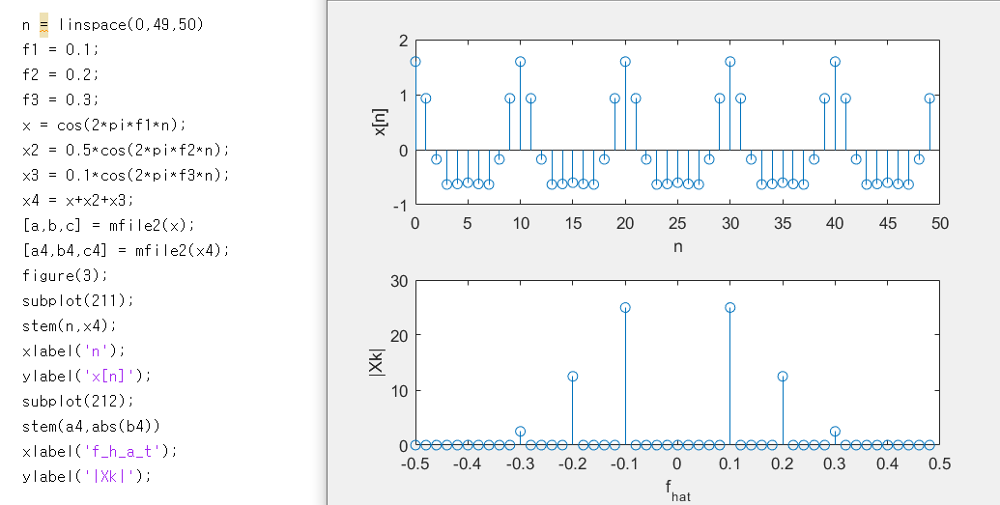 n = linspace(0,49,50)
f1 = 0.1;
f2 = 0.2;
f3 = 0.3;
x = cos(2*pi*f1*n);
x2 = 0.5*cos(2*pi*f2*n);
x3 = 0.1*cos(2*pi*f3*n);
x4 = x+x2+x3;
[a,b,c] = mfile2(x);
[a4,b4,c4] = mfile2(x4);
figure(3);
subplot(211);
stem(n,x4);
xlabel('n');
ylabel('x[n]');
subplot(212);
stem(a4,abs(b4))
xlabel('f_h_a_t');
ylabel('|Xk|');
2
1
0
-1
x[n]
0 5 10 15 20 25 30 35 40 45 50
n
30
20
10
0
|Xk|
-0.5 -0.4 -0.3 -0.2 -0.1 0 0.1 0.2 0.3 0.4 0.5
f hat